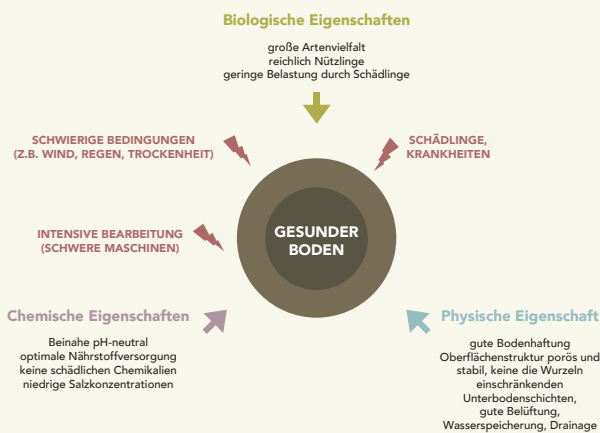 Biologische Eigenschaften
große Artenvielfalt
reichlich Nützlinge
geringe Belastung durch Schädlinge
SCHWIERIGE BEDINGUNGEN
(Z.B. WIND, REGEN, TROCKENHEIT)
SCHÄDLINGE,
KRANKHEITEN
INTENSIVE BEARBEITUNG
(SCHWERE MASCHINEN)
GESUNDER
BODEN
Chemische Eigenschaften
Beinahe pH-neutral
optimale Nährstoffversorgung
keine schädlichen Chemikalien
niedrige Salzkonzentrationen
Physische Eigenschaft
gute Bodenhaftung
Oberflächenstruktur porös und
stabil, keine die Wurzeln
einschränkenden
Unterbodenschichten,
gute Belüftung,
Wasserspeicherung, Drainage